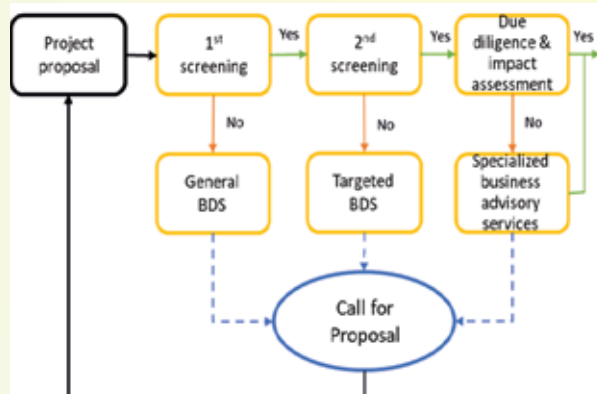 Project
proposal
1st
screening
Yes
2nd
screening
Yes
Due
diligence &
impact
assessment
Yes
No
No
No
General
BDS
Targeted
BDS
Specialized
business
advisory
services
Call for
Proposal